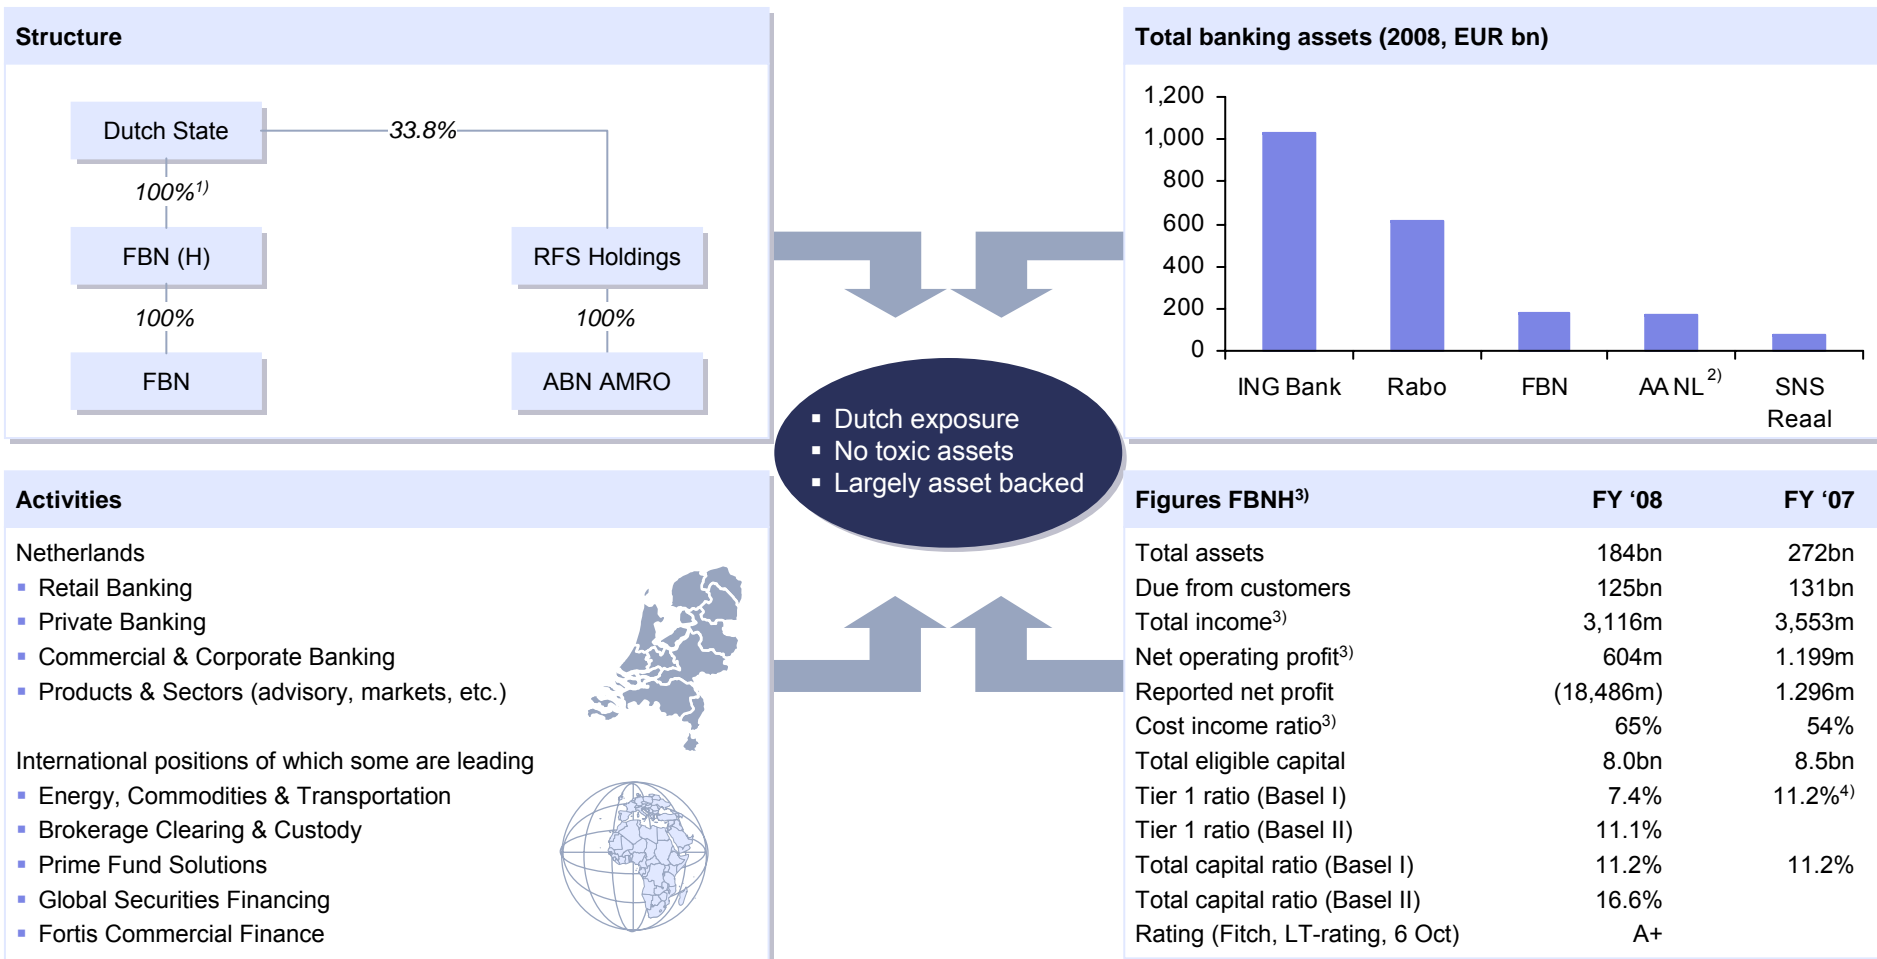 Structure
Dutch State
33.8%
100%1)
FBN (H)
RFS Holdings
100%
100%
FBN
ABN AMRO
Total banking assets (2008, EUR bn)
1,200
1,000
800
600
400
200
0
ING Bank
Rabo
FBN
AA NL 2)
SNS
Reaal
▪ Dutch exposure
▪ No toxic assets
▪ Largely asset backed
Activities
Netherlands
▪ Retail Banking
▪ Private Banking
▪ Commercial & Corporate Banking
▪ Products & Sectors (advisory, markets, etc.)
International positions of which some are leading
▪ Energy, Commodities & Transportation
▪ Brokerage Clearing & Custody
▪ Prime Fund Solutions
▪ Global Securities Financing
▪ Fortis Commercial Finance
Figures FBNH3) FY ‘08 FY ‘07
Total assets 184bn 272bn
Due from customers 125bn 131bn
Total income3) 3,116m 3,553m
Net operating profit3) 604m 1.199m
Reported net profit (18,486m) 1.296m
Cost income ratio3) 65% 54%
Total eligible capital 8.0bn 8.5bn
Tier 1 ratio (Basel I) 7.4% 11.2%4)
Tier 1 ratio (Basel II) 11.1%
Total capital ratio (Basel I) 11.2% 11.2%
Total capital ratio (Basel II) 16.6%
Rating (Fitch, LT-rating, 6 Oct) A+